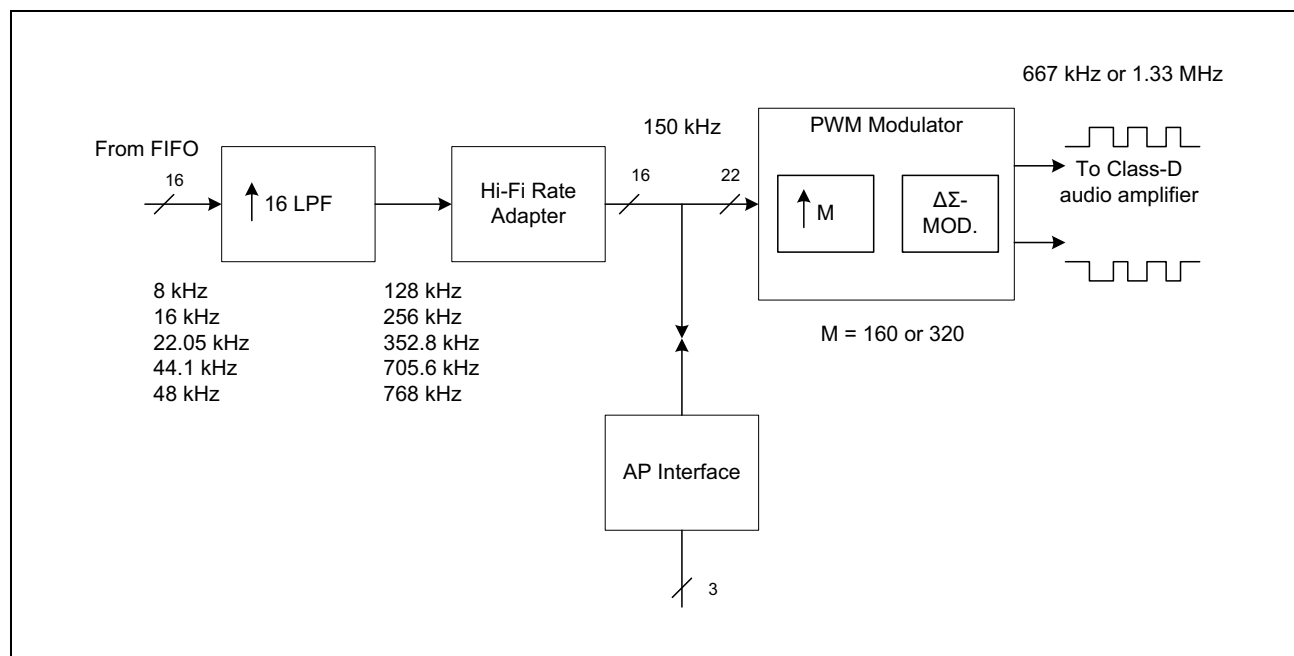 667 kHz or 1.33 MHz
150 kHz
PWM Modulator
From FIFO
16
16 LPF
Hi-Fi Rate
Adapter
16
22
M
ΔΣ-
MOD.
To Class-D
audio amplifier
8 kHz
16 kHz
22.05 kHz
44.1 kHz
48 kHz
128 kHz
256 kHz
352.8 kHz
705.6 kHz
768 kHz
M = 160 or 320
AP Interface
3